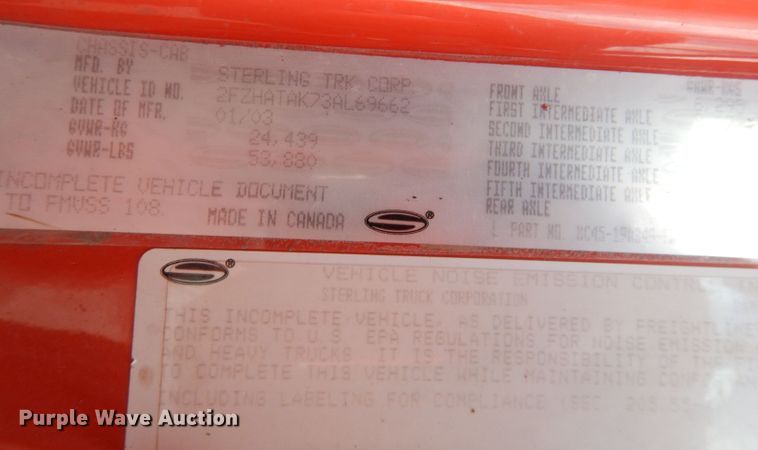 CHASSIS-CAB
MFD. BY STERLING TRK CORP.
VEHICLE ID NO. 2FZHATAK73AL69662
DATE OF MFR. 01/03
GVWR-KG 24,439
GVWR-LBS 53,880
INCOMPLETE VEHICLE DOCUMENT
TO FMVSS 108.
MADE IN CANADA ®
FRONT AXLE
FIRST INTERMEDIATE AXLE
SECOND INTERMEDIATE AXLE
THIRD INTERMEDIATE AXLE
FOURTH INTERMEDIATE AXLE
FIFTH INTERMEDIATE AXLE
REAR AXLE
PART NO.
®
VEHICLE NOISE EMISSION
STERLING TRUCK CORPORATION
THIS INCOMPLETE VEHICLE, AS DELIVERED BY FREIGHTLINE
CONFORMS TO U.S. EPA REGULATIONS FOR NOISE EMISSION
AND HEAVY TRUCKS. IT IS THE RESPONSIBILITY OF THE
TO COMPLETE THIS VEHICLE WHILE MAINTAINING
INCLUDING LABELING FOR COMPLIANCE (SEC.
Purple Wave Auction